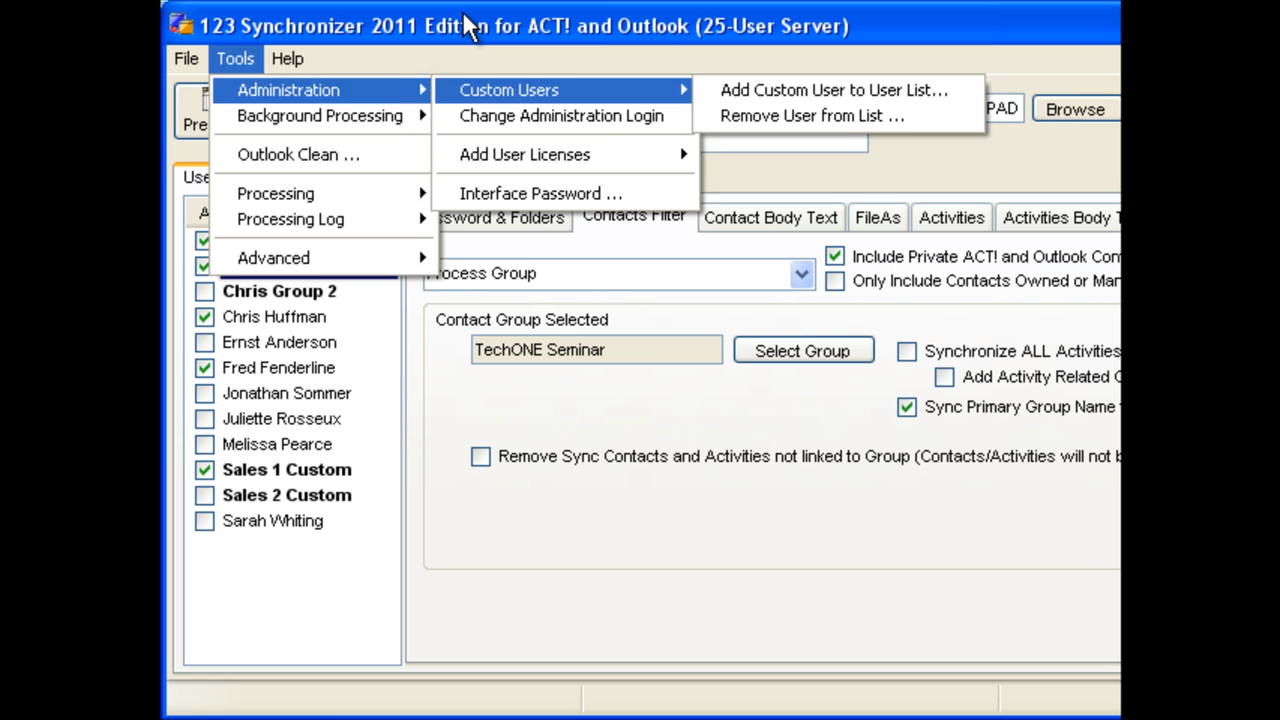 123 Synchronizer 2011 Edition for ACT! and Outlook (25-User Server)
File Tools Help
Administration
Background Processing
Outlook Clean ...
Processing
Processing Log
Advanced
Custom Users
Change Administration Login
Add User Licenses
Interface Password ...
Add Custom User to User List...
Remove User from List ...
Pre
PAD
Browse
Use
A
ssword & Folders
Contacts Filter
Contact Body Text
FileAs
Activities
Activities Body T
Process Group
Include Private ACT! and Outlook Con
Only Include Contacts Owned or Man
Chris Group 2
Chris Huffman
Ernst Anderson
Fred Fenderline
Jonathan Sommer
Juliette Rosseux
Melissa Pearce
Sales 1 Custom
Sales 2 Custom
Sarah Whiting
Contact Group Selected
TechONE Seminar
Select Group
Synchronize ALL Activities
Add Activity Related C
Sync Primary Group Name
Remove Sync Contacts and Activities not linked to Group (Contacts/Activities will not b